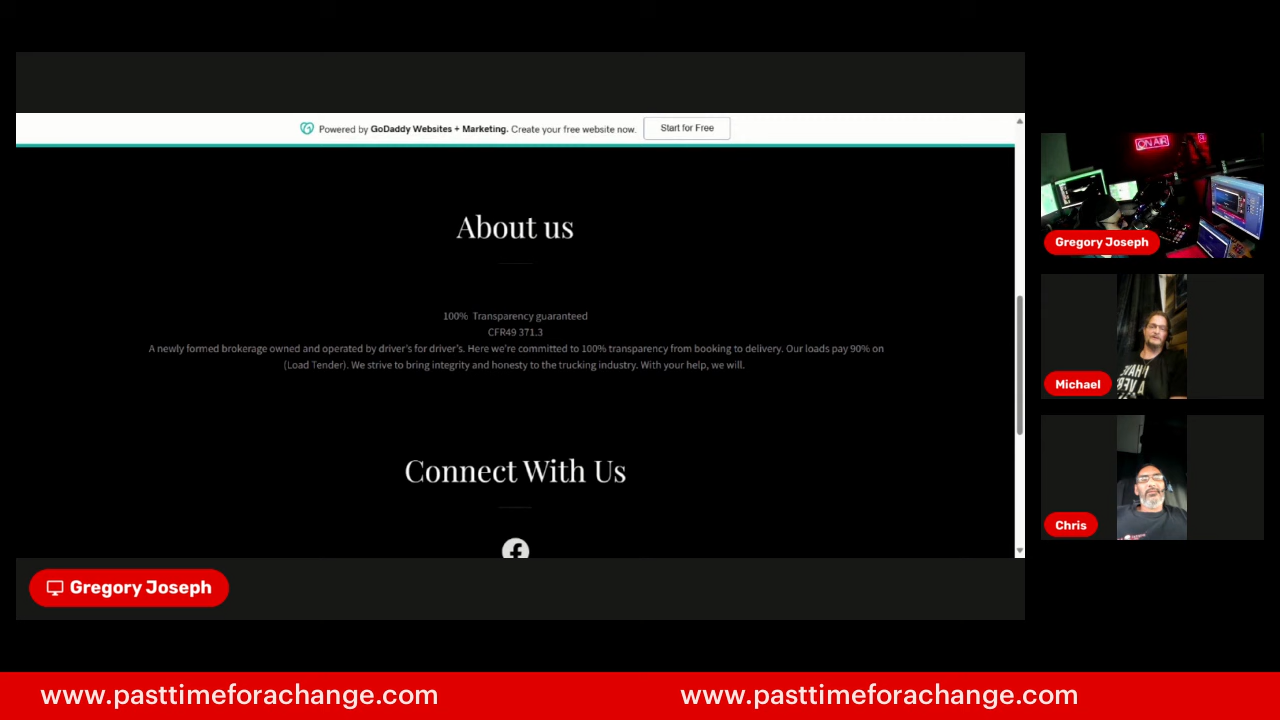 Powered by GoDaddy Websites + Marketing. Create your free website now. Start for Free
About us
100% Transparency guaranteed
CFR49 371.3
A newly formed brokerage owned and operated by driver's for driver's. Here we're committed to 100% transparency from booking to delivery. Our loads pay 90% on
(Load Tender). We strive to bring integrity and honesty to the trucking industry. With your help, we will.
Connect With Us
Gregory Joseph
ON AIR
Gregory Joseph
Michael
Chris
www.pasttimeforachange.com www.pasttimeforachange.com